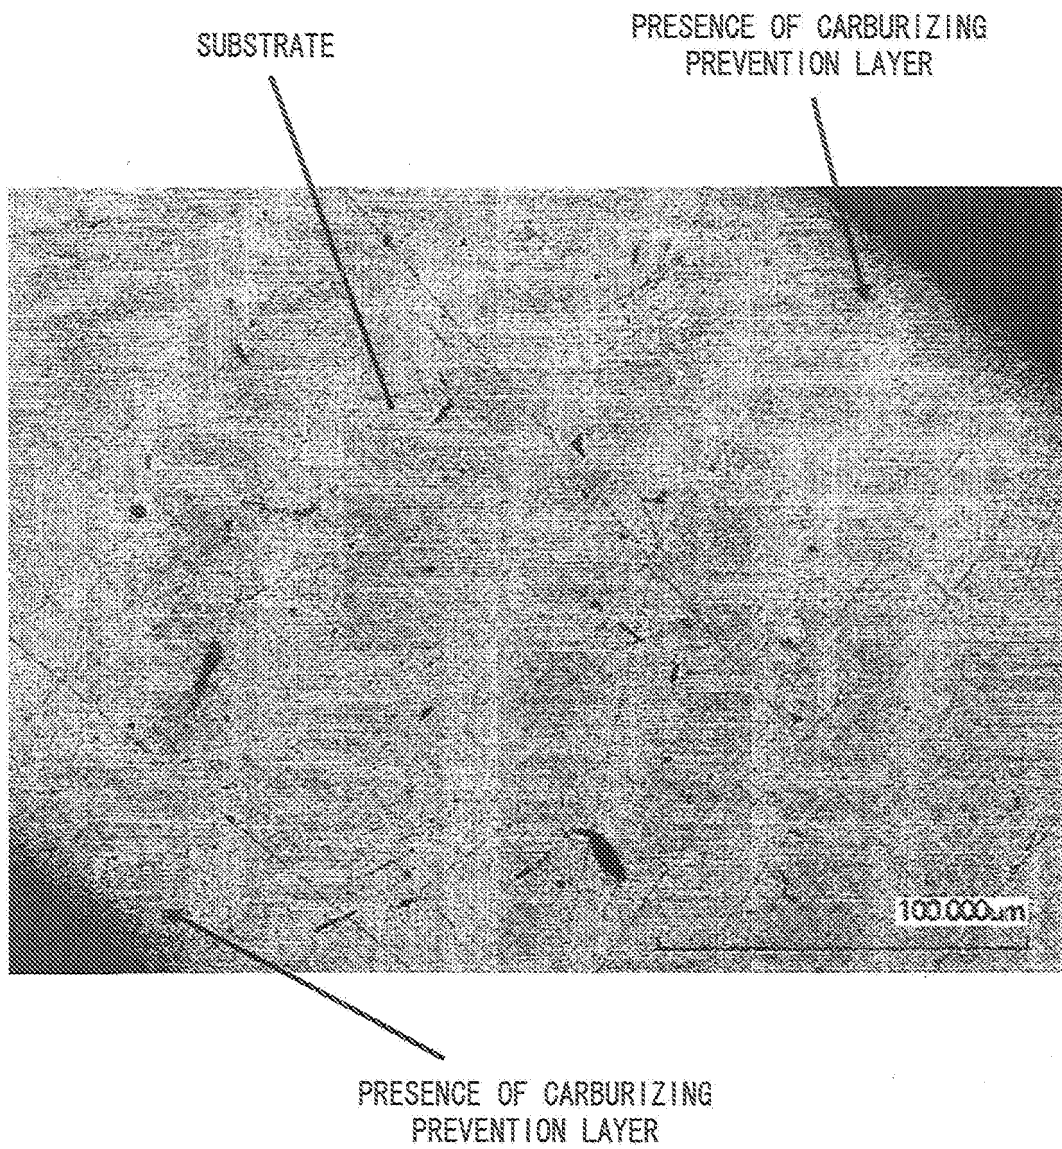 SUBSTRATE
PRESENCE OF CARBURIZING
PREVENTION LAYER
100.000um
PRESENCE OF CARBURIZING
PREVENTION LAYER